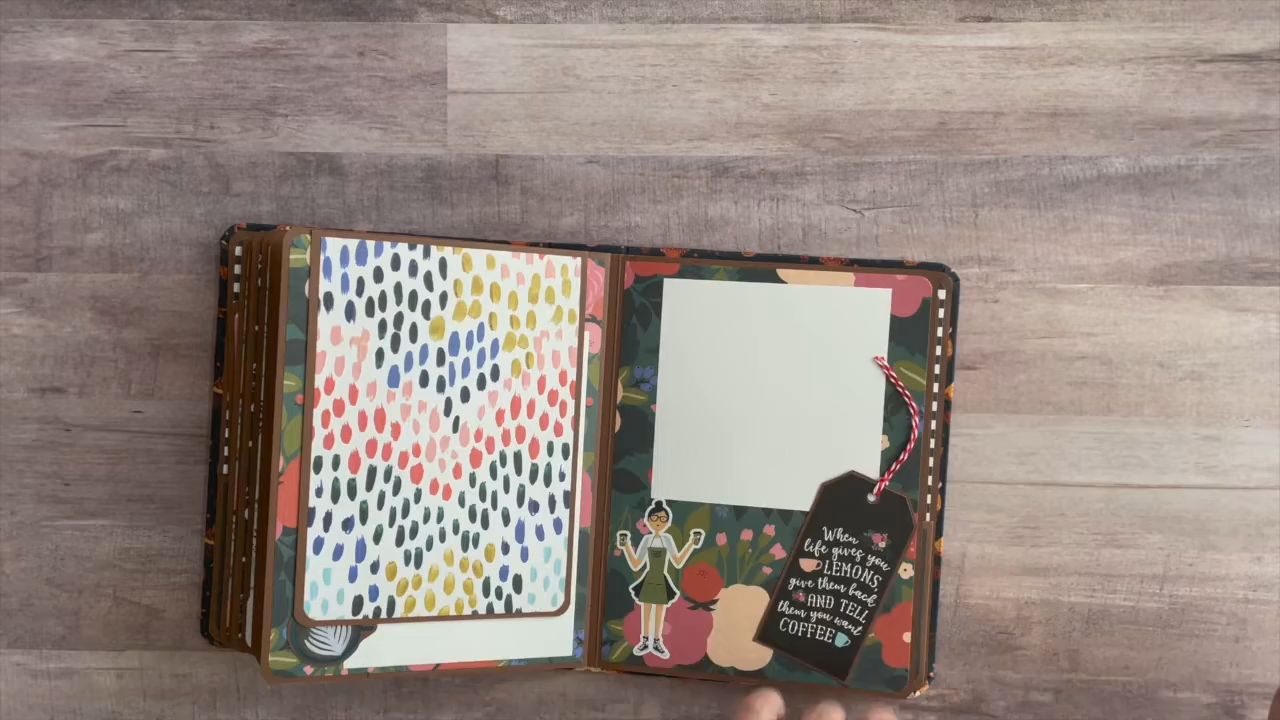 When
life gives you
LEMONS,
give them back
AND TELL
them you want
COFFEE